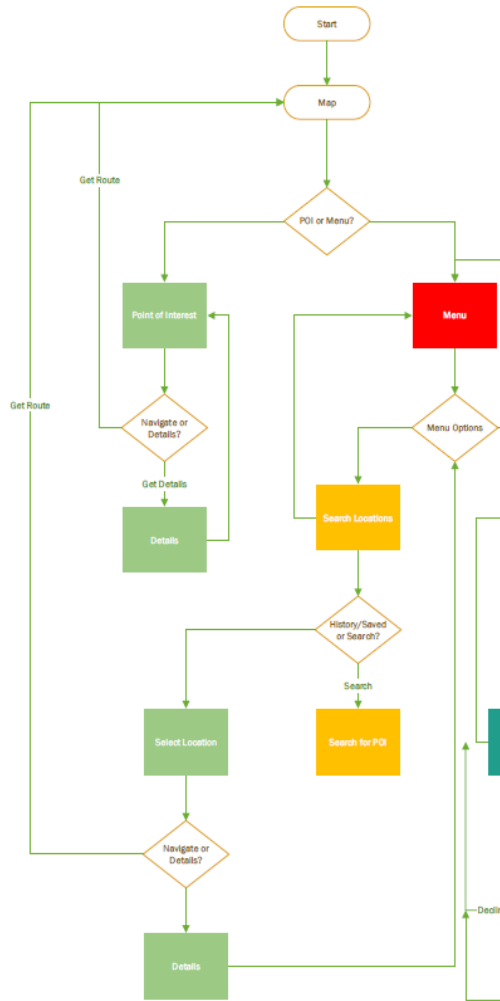 Start
Map
Get Route
POI or Menu?
Point of Interest
Menu
Get Route
Navigate or
Details?
Menu Options
Get Details
Details
Search Locations
History/Saved
or Search?
Search
Select Location
Search for POI
Navigate or
Details?
Details